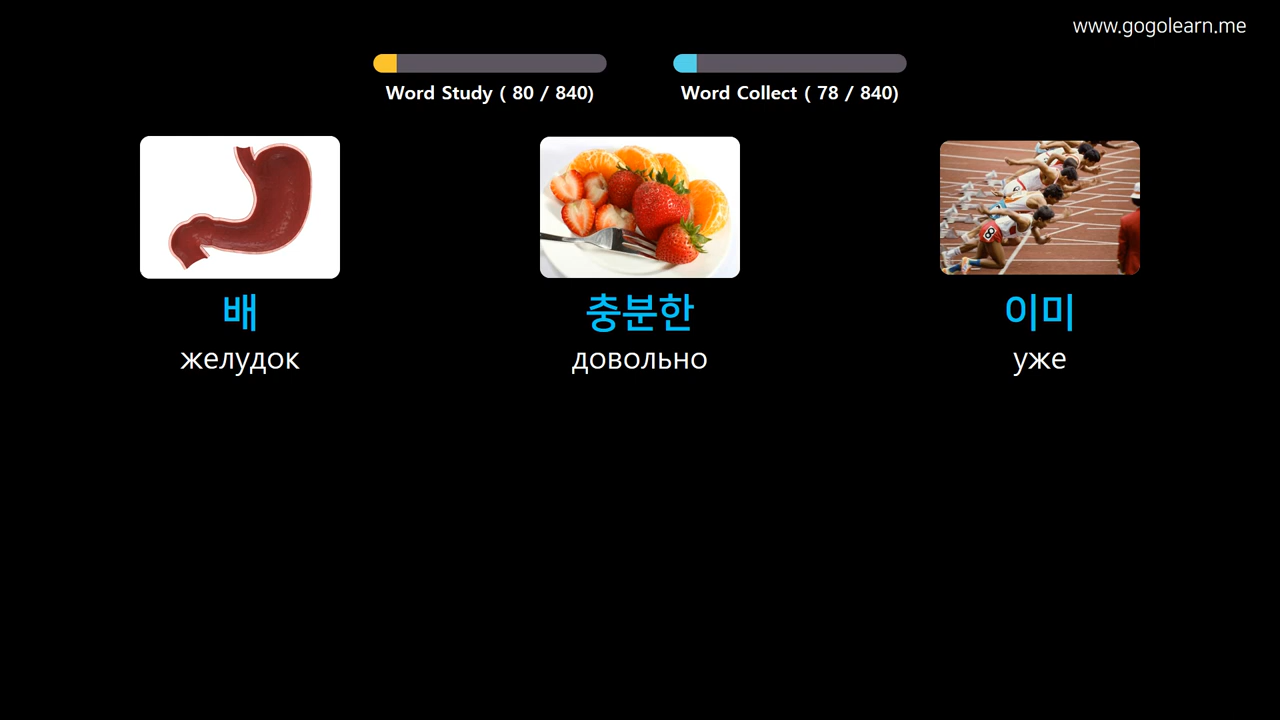 www.gogolearn.me
Word Study ( 80 / 840)
Word Collect ( 78 / 840)
배
желудок
충분한
довольно
이미
уже